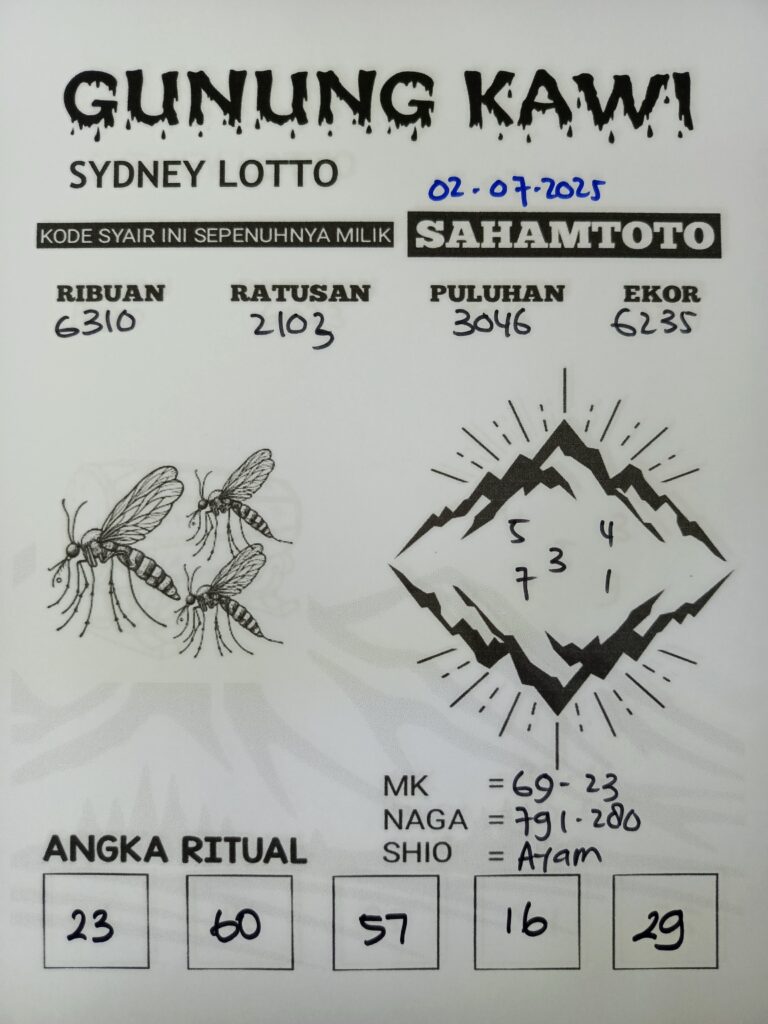 GUNUNG KAWI
SYDNEY LOTTO
02-07-2025
KODE SYAIR INI SEPENUHNYA MILIK SAHAMTOTO
RIBUAN RATUSAN PULUHAN EKOR
6310 2103 3046 6235
5 4
3
7 1
MK = 69-23
NAGA = 791-280
SHIO = Ayam
ANGKA RITUAL
23 60 57 16 29